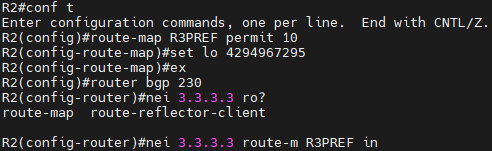 R2#conf t
Enter configuration commands, one per line.  End with CNTL/Z.
R2(config)#route-map R3PREF permit 10
R2(config-route-map)#set lo 4294967295
R2(config-route-map)#ex
R2(config)#router bgp 230
R2(config-router)#nei 3.3.3.3 ro?
route-map  route-reflector-client
R2(config-router)#nei 3.3.3.3 route-m R3PREF in